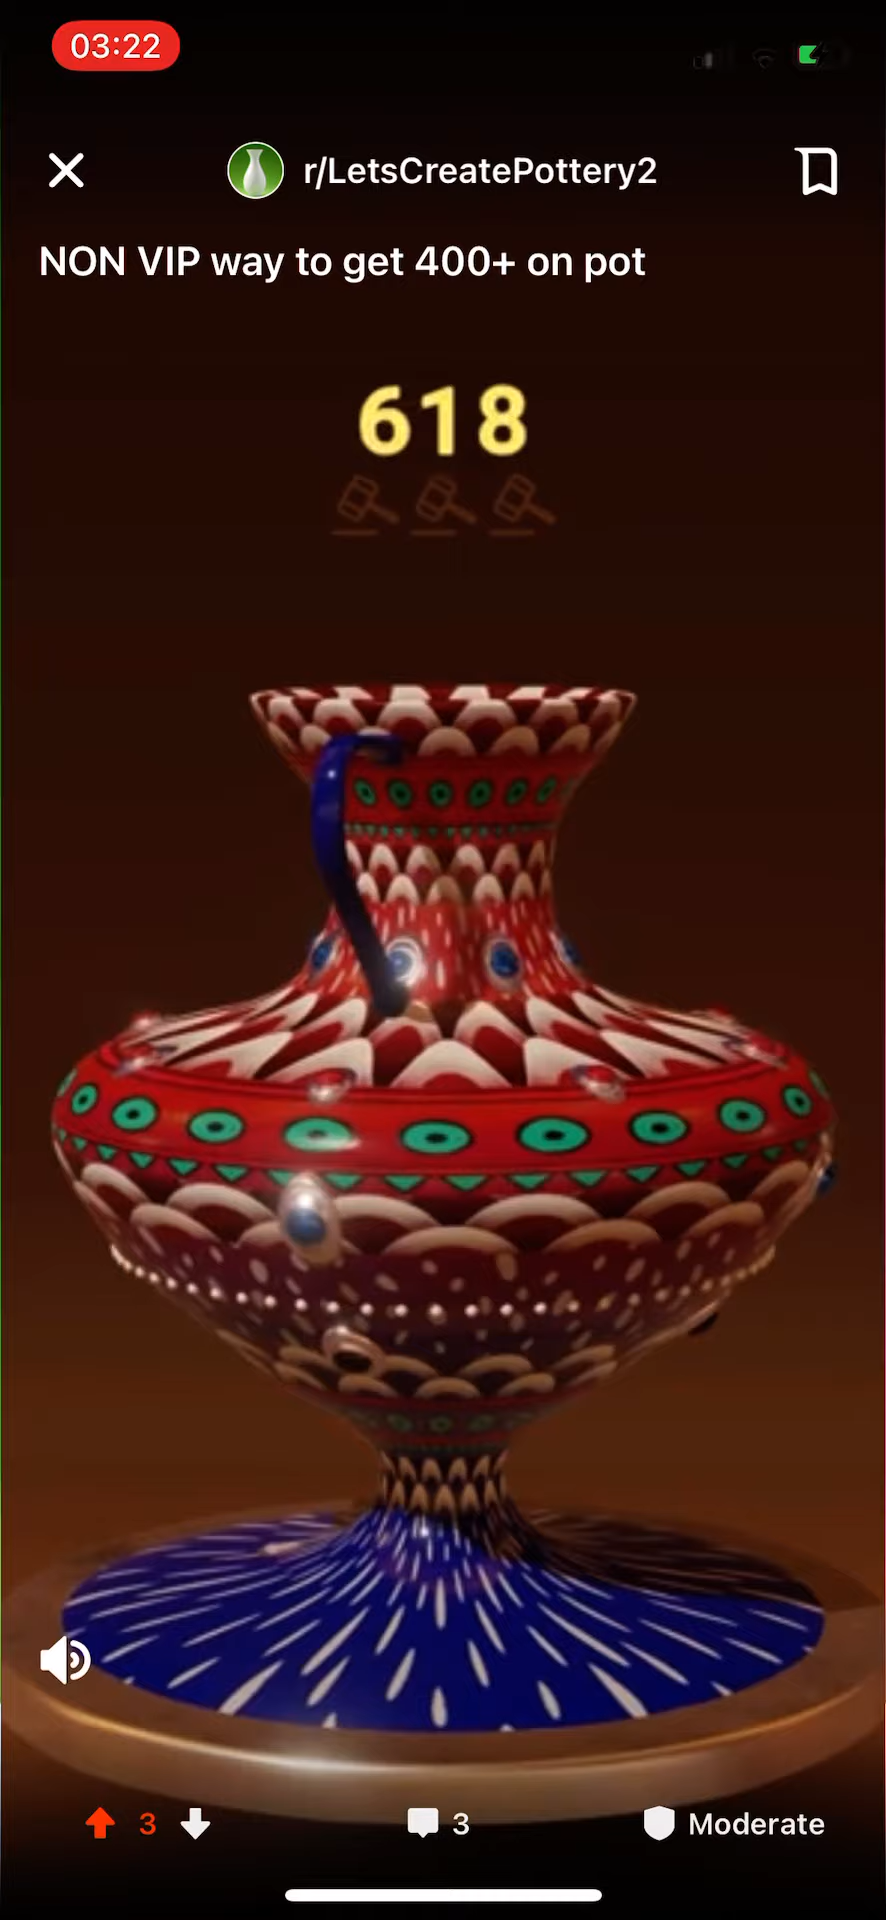 03:22
r/LetsCreatePottery2
NON VIP way to get 400+ on pot
618
3
3
Moderate